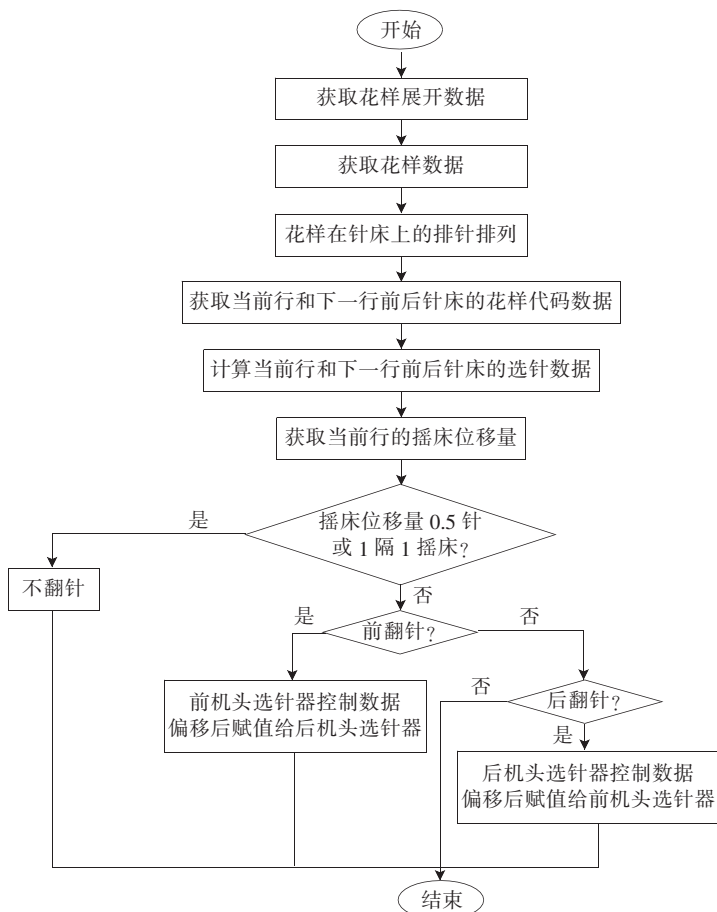 开始
获取花样展开数据
获取花样数据
花样在针床上的排针排列
获取当前行和下一行前后针床的花样代码数据
计算当前行和下一行前后针床的选针数据
获取当前行的摇床位移量
是
摇床位移量 0.5 针
或 1 隔 1 摇床?
不翻针
否
是
前翻针?
否
前机头选针器控制数据
偏移后赋值给后机头选针器
否
后翻针?
是
后机头选针器控制数据
偏移后赋值给前机头选针器
结束